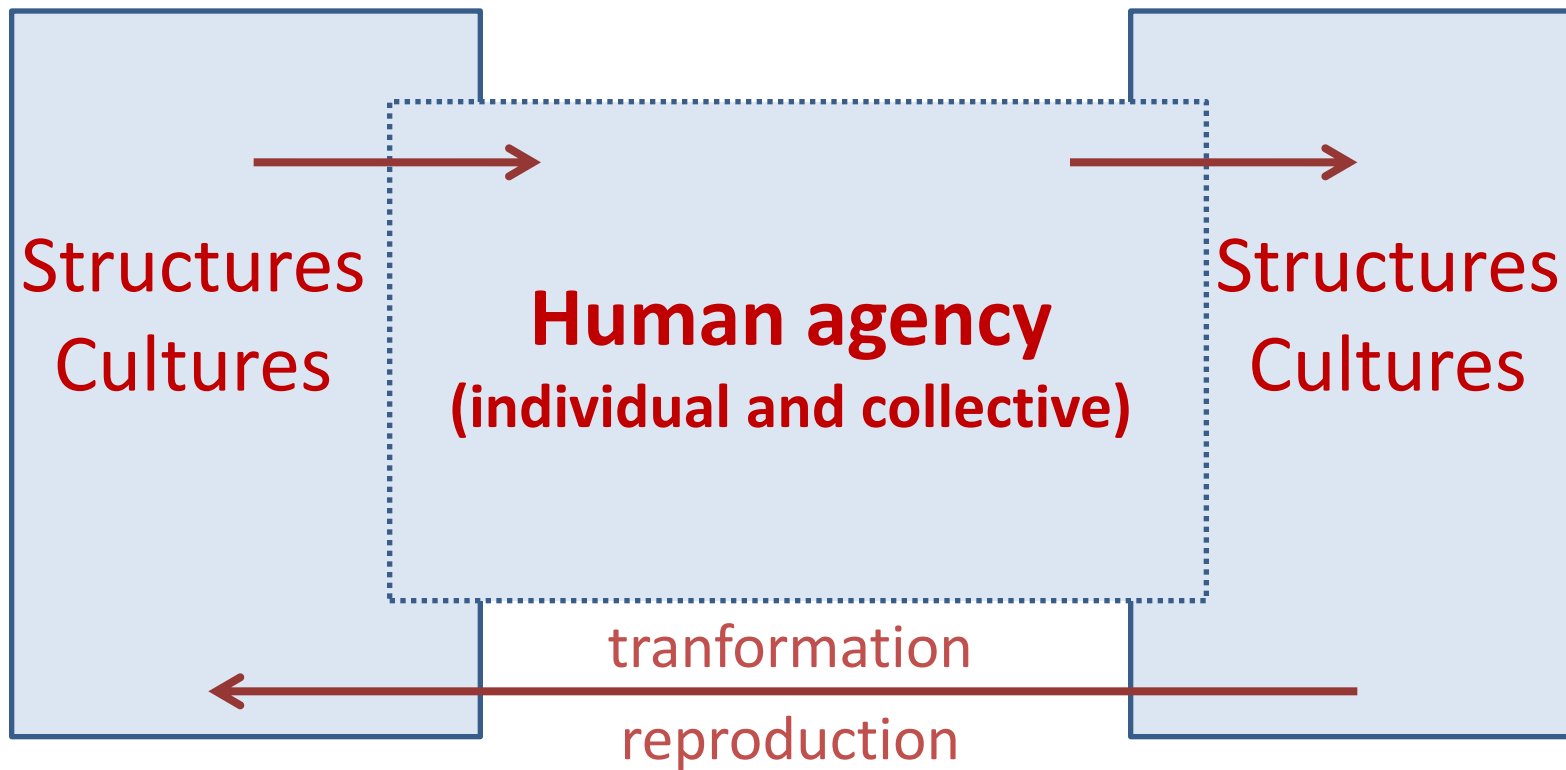 Structures
Cultures
Human agency
(individual and collective)
Structures
Cultures
tranformation
reproduction